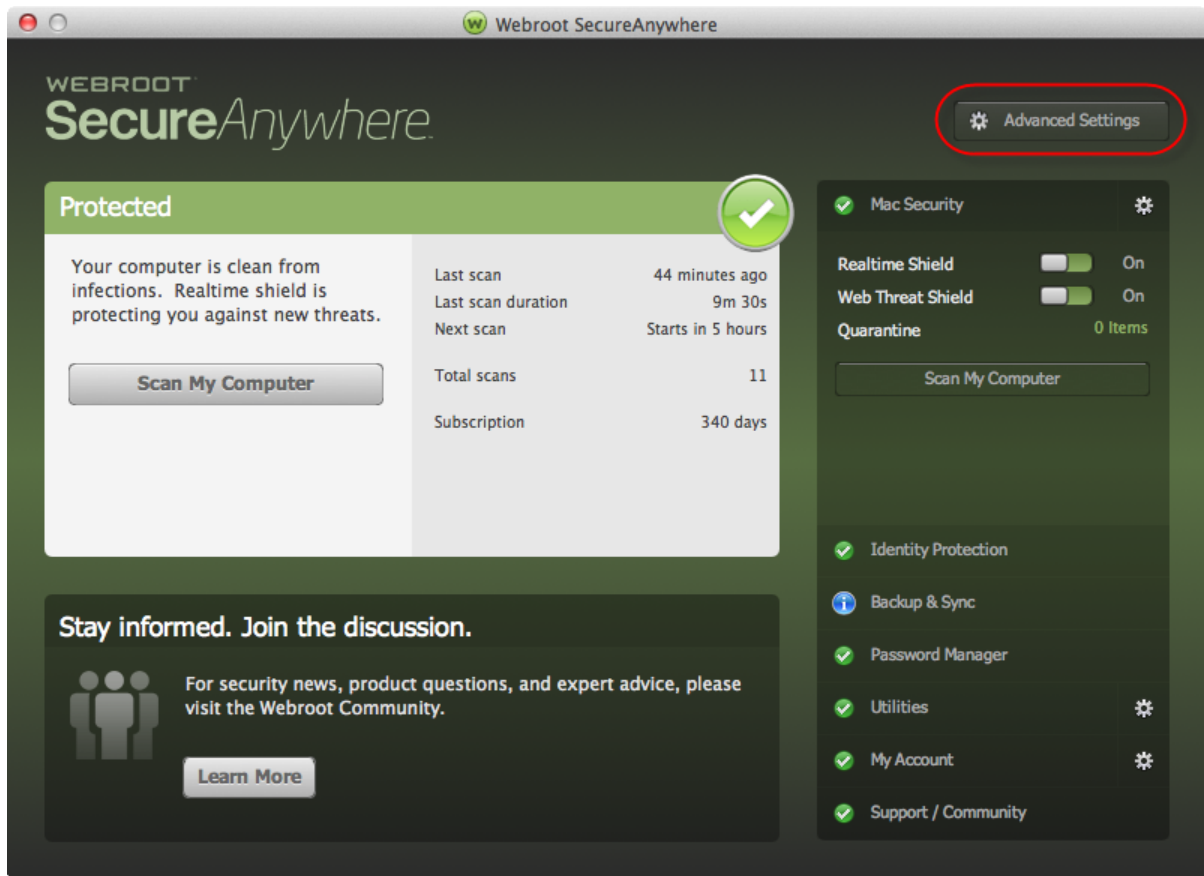 Webroot SecureAnywhere
WEBROOT
SecureAnywhere
Advanced Settings
Protected
Your computer is clean from
infections. Realtime shield is
protecting you against new threats.
Scan My Computer
Last scan 44 minutes ago
Last scan duration 9m 30s
Next scan Starts in 5 hours
Total scans 11
Subscription 340 days
Stay informed. Join the discussion.
For security news, product questions, and expert advice, please
visit the Webroot Community.
Learn More
Mac Security
Realtime Shield On
Web Threat Shield On
Quarantine 0 Items
Scan My Computer
Identity Protection
Backup & Sync
Password Manager
Utilities
My Account
Support / Community